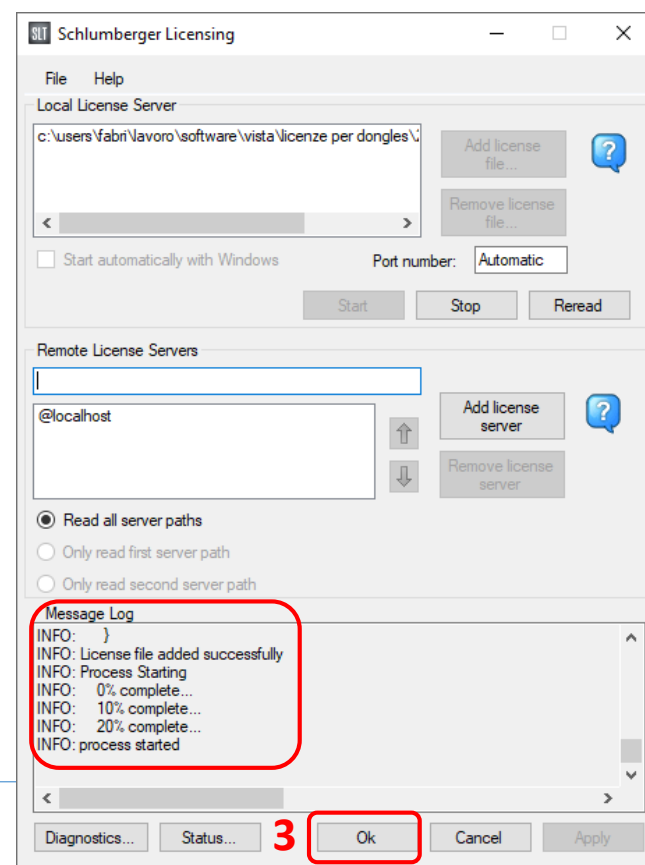 SLT Schlumberger Licensing
File Help
Local License Server
c:\users\fabri\lavoro\software\vista\licenze per dongles\
Add license file...
Remove license file...
Start automatically with Windows
Port number: Automatic
Start Stop Reread
Remote License Servers
@localhost
Add license server
Remove license server
Read all server paths
Only read first server path
Only read second server path
Message Log
INFO: }
INFO: License file added successfully
INFO: Process Starting
INFO: 0% complete...
INFO: 10% complete...
INFO: 20% complete...
INFO: process started
Diagnostics... Status... 3 Ok Cancel Apply